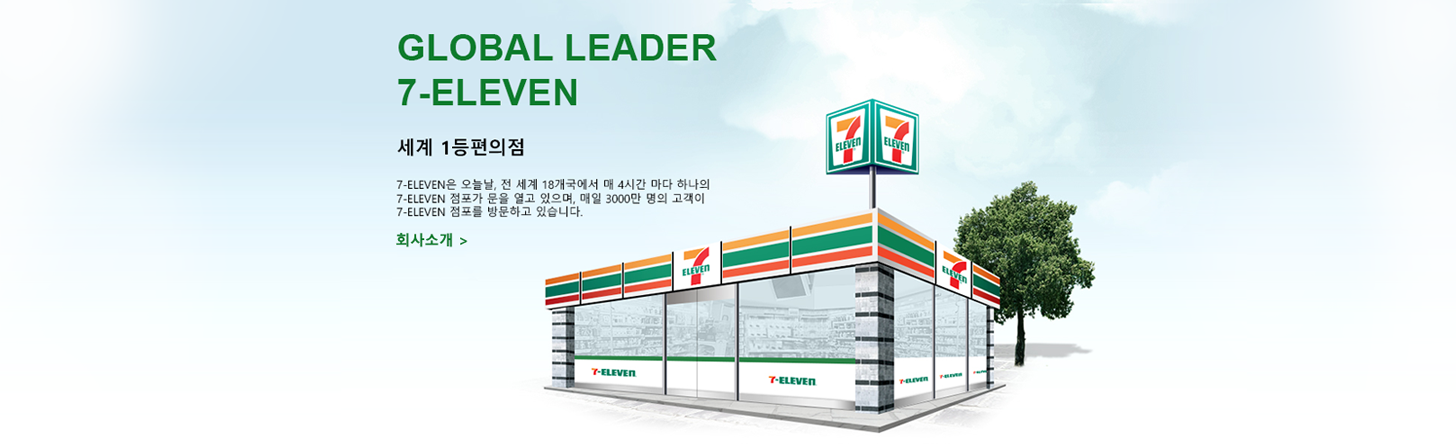 GLOBAL LEADER
7-ELEVEN
세계 1등편의점
7-ELEVEN은 오늘날, 전 세계 18개국에서 매 4시간 마다 하나의
7-ELEVEN 점포가 문을 열고 있으며, 매일 3000만 명의 고객이
7-ELEVEN 점포를 방문하고 있습니다.
회사소개 >
7 ELEVEN
7 ELEVEN
7 ELEVEN
7 ELEVEN
7-ELEVEN
7-ELEVEN
7-ELEVEN
7-ELEVEN